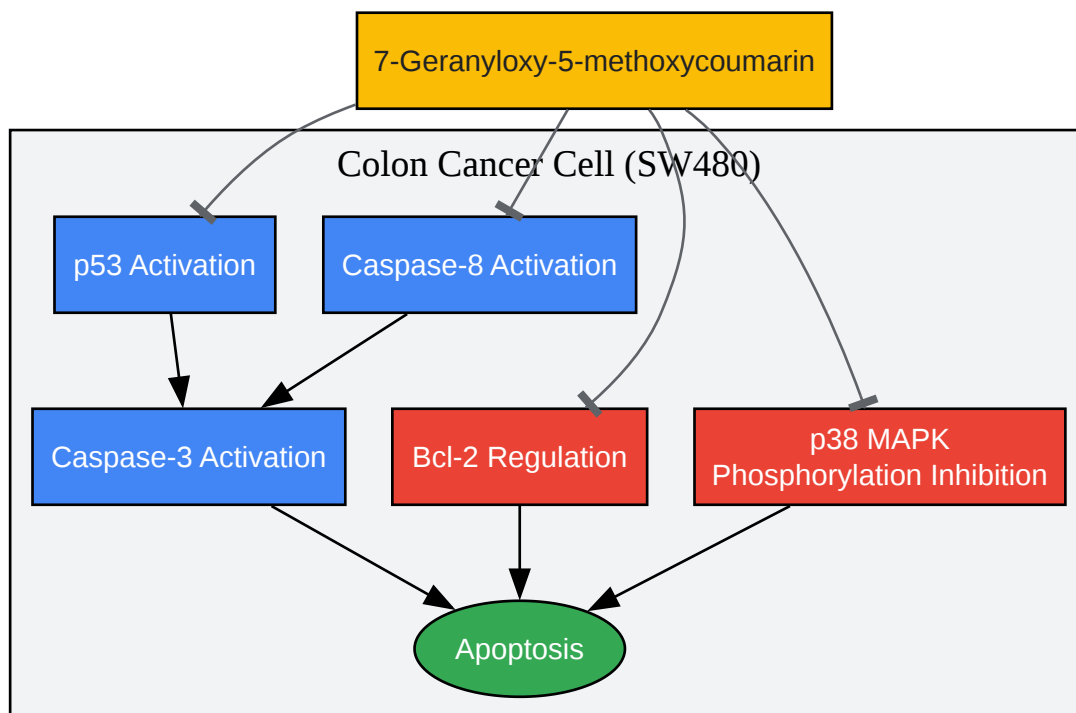 7-Geranyloxy-5-methoxycoumarin
Colon Cancer Cell (SW480)
p53 Activation
Caspase-8 Activation
Caspase-3 Activation
Bcl-2 Regulation
p38 MAPK
Phosphorylation Inhibition
Apoptosis